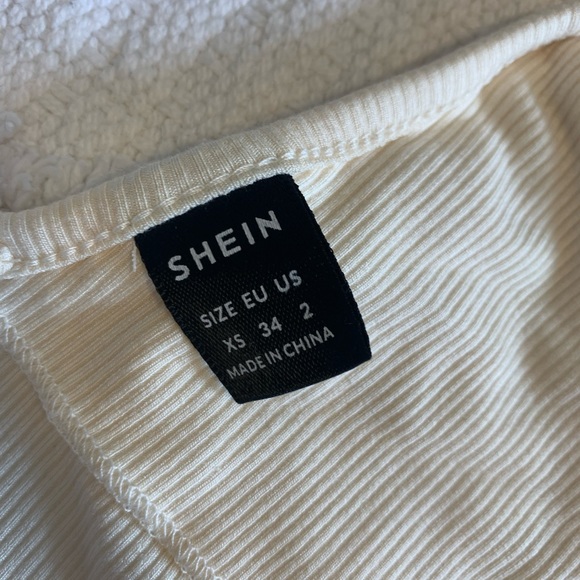 SHEIN
SIZE EU US
XS 34 2
MADE IN CHINA